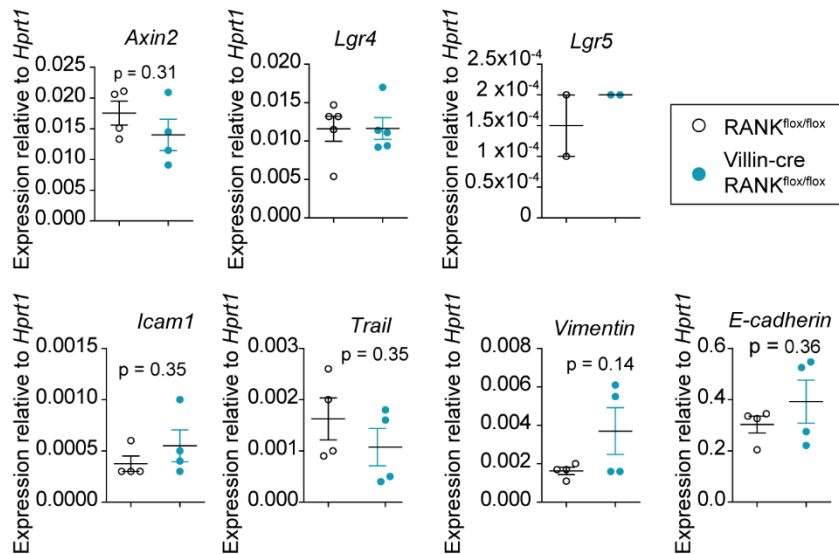 Expression relative to Hprt1
Axin2
p = 0.31
0.025
0.020
0.015
0.010
0.005
0.000
Expression relative to Hprt1
Lgr4
0.020
0.015
0.010
0.005
0.000
Expression relative to Hprt1
Lgr5
2.5x10-4
2 x10-4
1.5x10-4
1 x10-4
0.5x10-4
0
RANKflox/flox
Villin-cre
RANKflox/flox
Expression relative to Hprt1
Icam1
p = 0.35
0.0015
0.0010
0.0005
0.0000
Expression relative to Hprt1
Trail
p = 0.35
0.003
0.002
0.001
0.000
Expression relative to Hprt1
Vimentin
p = 0.14
0.008
0.006
0.004
0.002
0.000
Expression relative to Hprt1
E-cadherin
p = 0.36
0.6
0.4
0.2
0.0